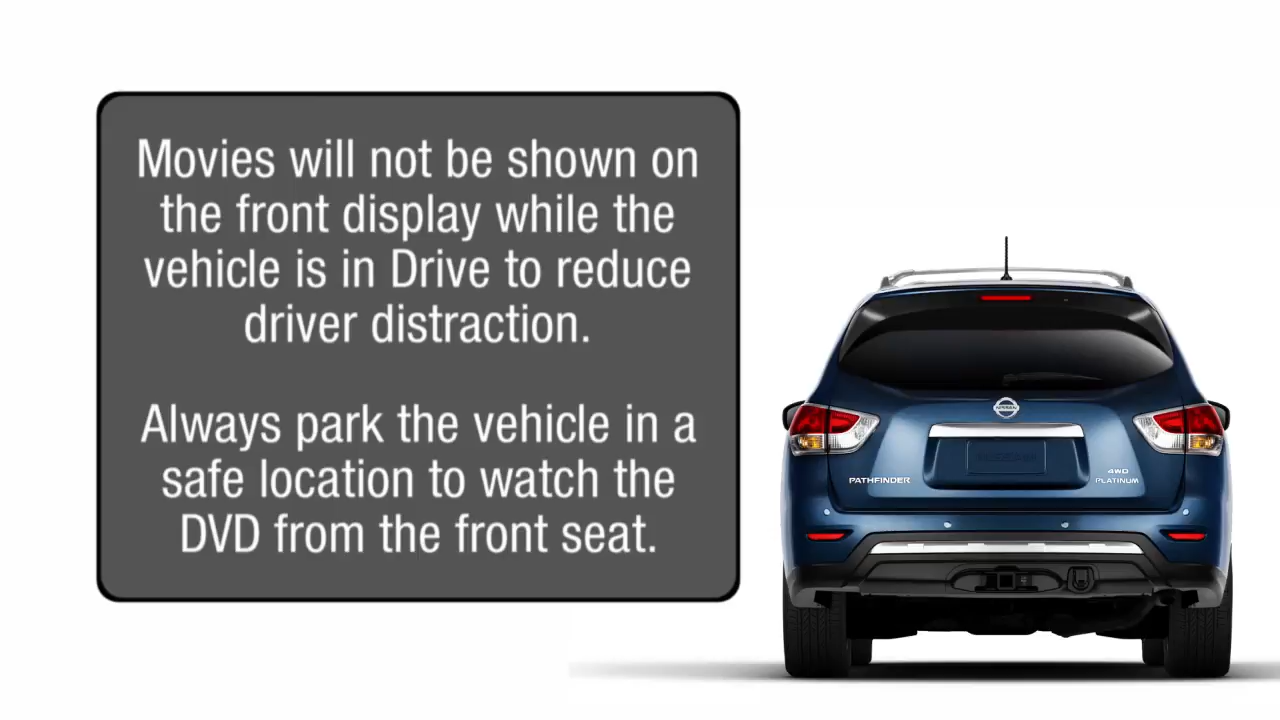 Movies will not be shown on
the front display while the
vehicle is in Drive to reduce
driver distraction.
Always park the vehicle in a
safe location to watch the
DVD from the front seat.
NISSAN
PATHFINDER
4WD
PLATINUM